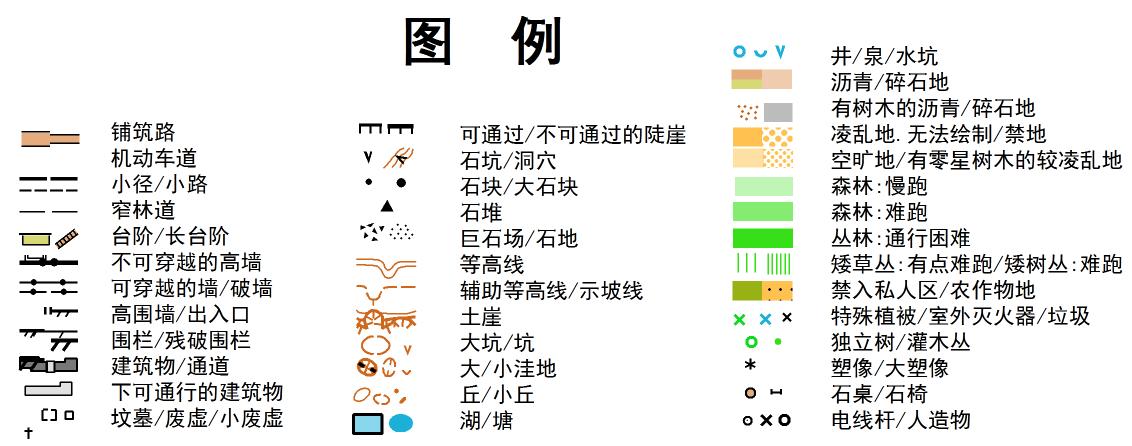 图 例
铺筑路
机动车道
小径/小路
窄林道
台阶/长台阶
不可穿越的高墙
可穿越的墙/破墙
高围墙/出入口
围栏/残破围栏
建筑物/通道
下可通行的建筑物
坟墓/废虚/小废虚
可通过/不可通过的陡崖
石坑/洞穴
石块/大石块
石堆
巨石场/石地
等高线
辅助等高线/示坡线
土崖
大坑/坑
大/小洼地
丘/小丘
湖/塘
井/泉/水坑
沥青/碎石地
有树木的沥青/碎石地
凌乱地. 无法绘制/禁地
空旷地/有零星树木的较凌乱地
森林:慢跑
森林:难跑
丛林:通行困难
矮草丛:有点难跑/矮树丛:难跑
禁入私人区/农作物地
特殊植被/室外灭火器/垃圾
独立树/灌木丛
塑像/大塑像
石桌/石椅
电线杆/人造物